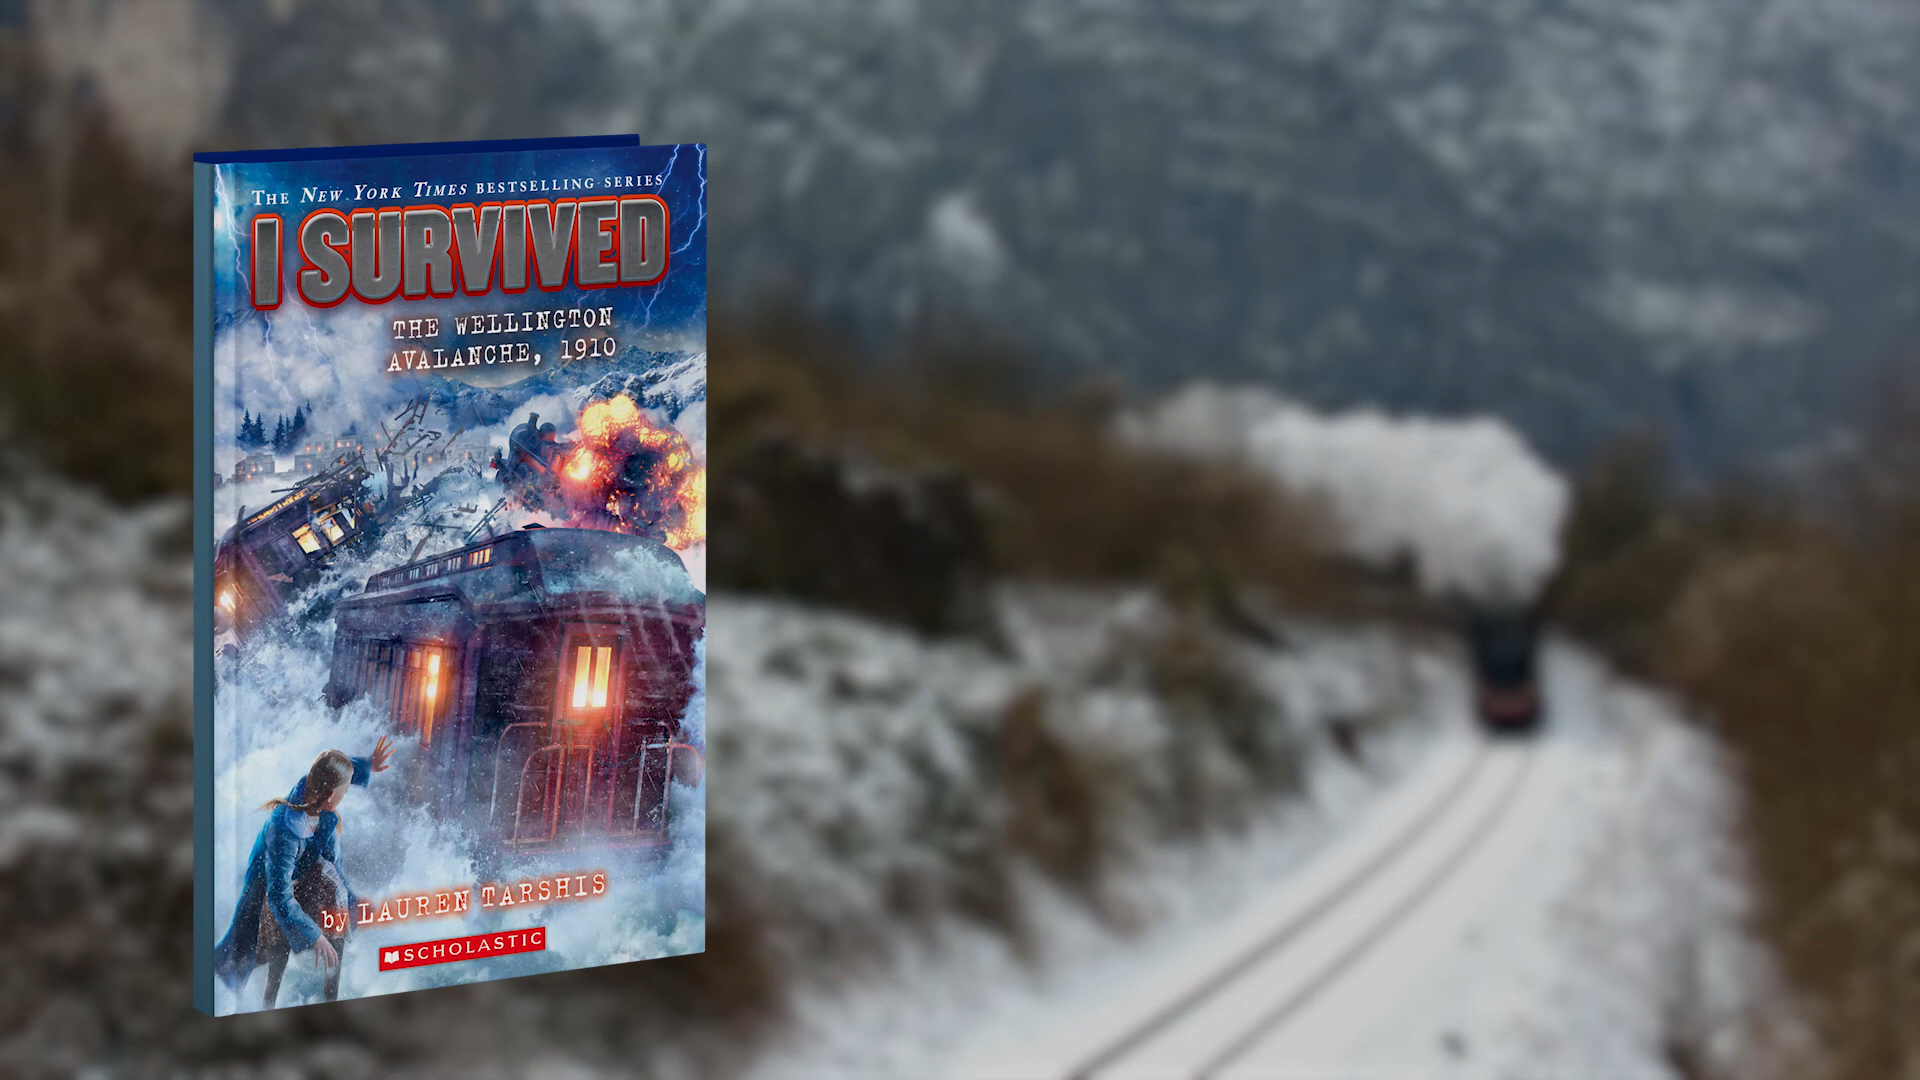 THE NEW YORK TIMES BESTSELLING SERIES
I SURVIVED
THE WELLINGTON
AVALANCHE, 1910
by LAUREN TARSHIS
SCHOLASTIC